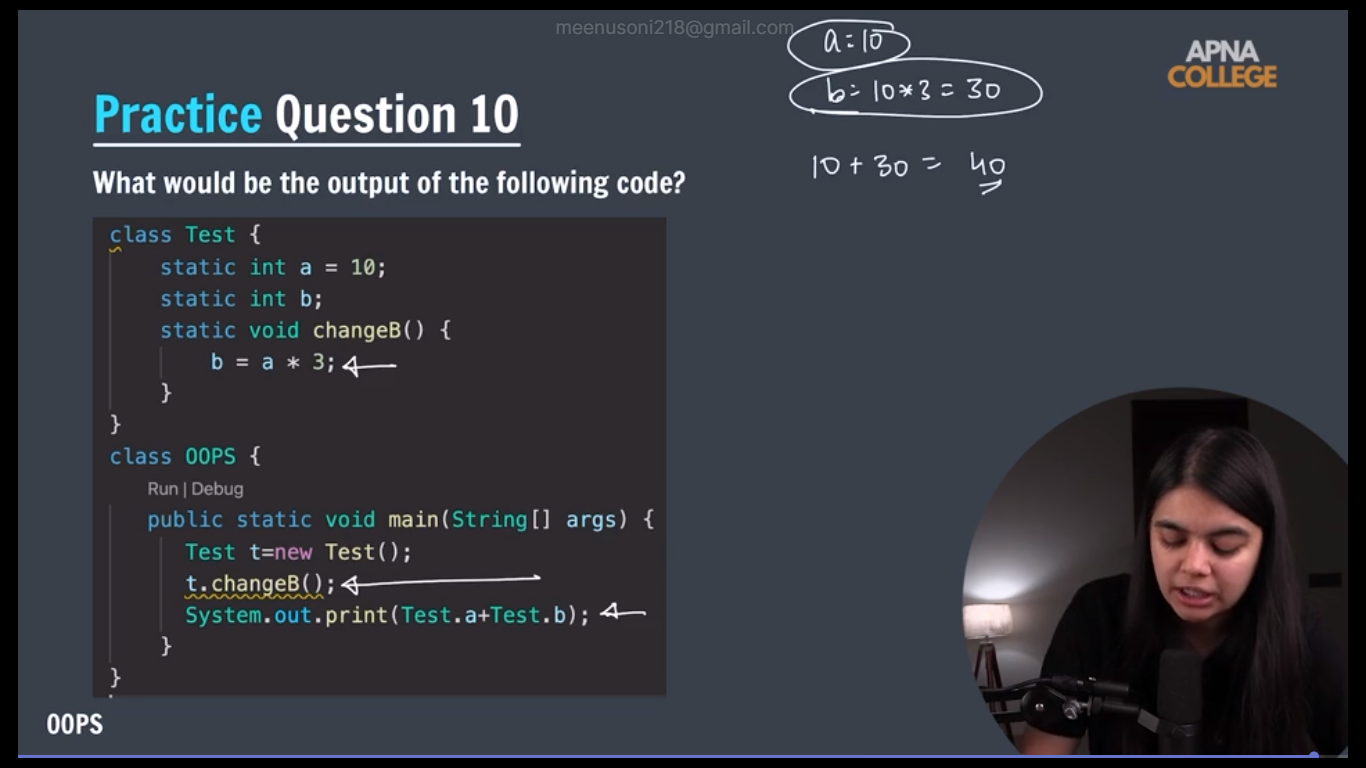 meenusoni218@gmail.com
a=10
b=10*3=30
10+30= 40
APNA
COLLEGE
Practice Question 10
What would be the output of the following code?
class Test {
static int a = 10;
static int b;
static void changeB() {
b = a * 3;
}
}
class OOPS {
Run | Debug
public static void main(String[] args) {
Test t=new Test();
t.changeB();
System.out.print(Test.a+Test.b);
}
}
OOPS